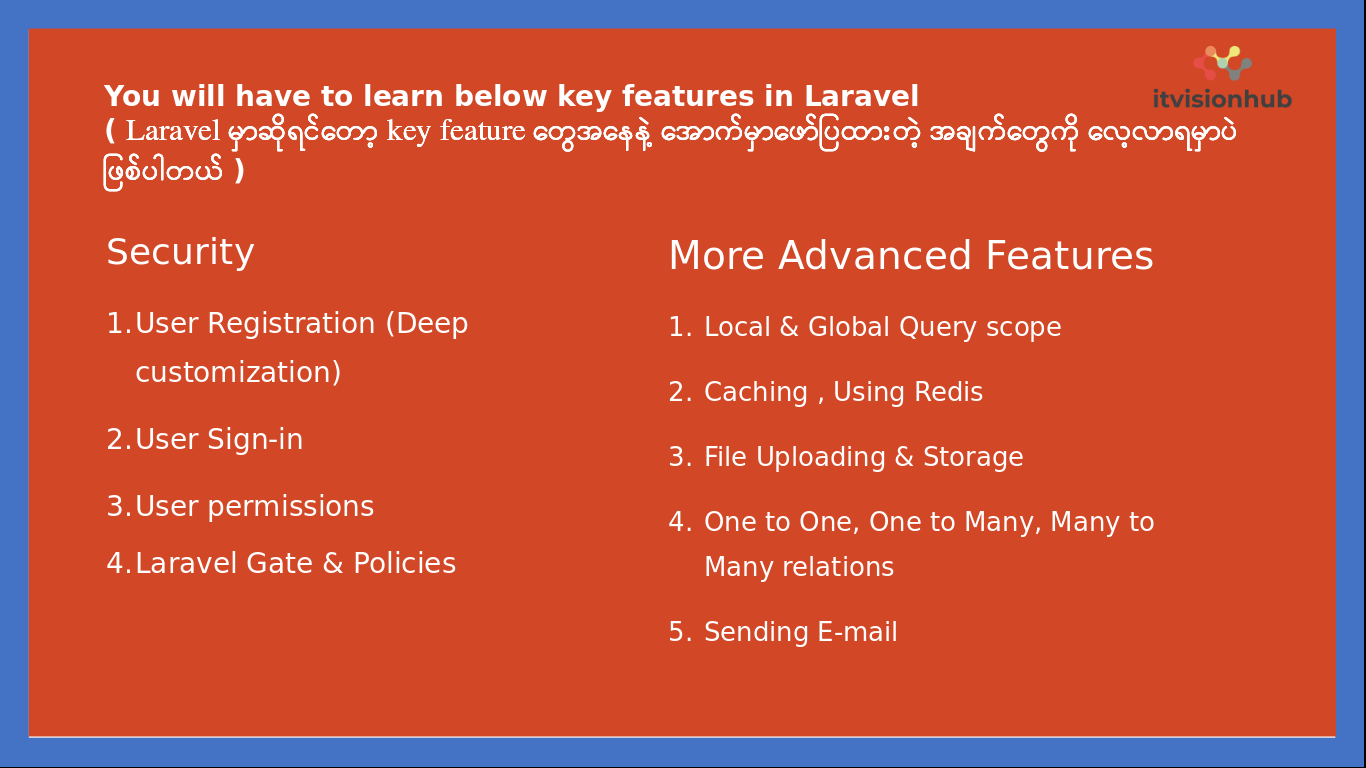 itvisionhub
You will have to learn below key features in Laravel
( Laravel မှာဆိုရင်တော့ key feature တွေအနေနဲ့ အောက်မှာဖော်ပြထားတဲ့ အချက်တွေကို လေ့လာရမှာပဲ
ဖြစ်ပါတယ် )
Security
1.User Registration (Deep
customization)
2.User Sign-in
3.User permissions
4.Laravel Gate & Policies
More Advanced Features
1. Local & Global Query scope
2. Caching , Using Redis
3. File Uploading & Storage
4. One to One, One to Many, Many to
Many relations
5. Sending E-mail